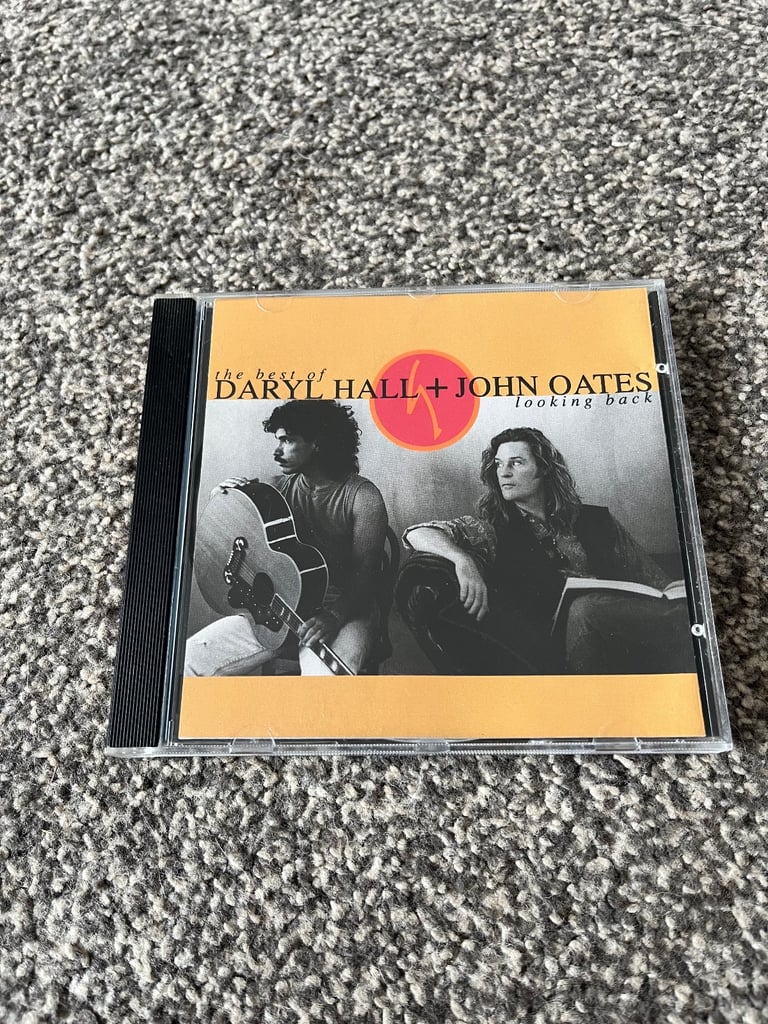 the best of
DARYL HALL + JOHN OATES
looking back